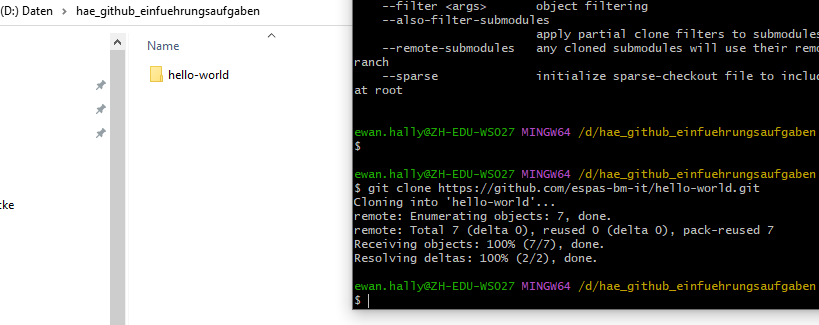 (D:) Daten > hae_github_einfuehrungsaufgaben
Name
hello-world
cke
--filter <args> object filtering
--also-filter-submodules
apply partial clone filters to submodules
--remote-submodules any cloned submodules will use their remo
ranch
--sparse initialize sparse-checkout file to inclu
at root
ewan.hally@ZH-EDU-WS027 MINGW64 /d/hae_github_einfuehrungsaufgaben
$
ewan.hally@ZH-EDU-WS027 MINGW64 /d/hae_github_einfuehrungsaufgaben
$ git clone https://github.com/espas-bm-it/hello-world.git
Cloning into 'hello-world'...
remote: Enumerating objects: 7, done.
remote: Total 7 (delta 0), reused 0 (delta 0), pack-reused 7
Receiving objects: 100% (7/7), done.
Resolving deltas: 100% (2/2), done.
ewan.hally@ZH-EDU-WS027 MINGW64 /d/hae_github_einfuehrungsaufgaben
$